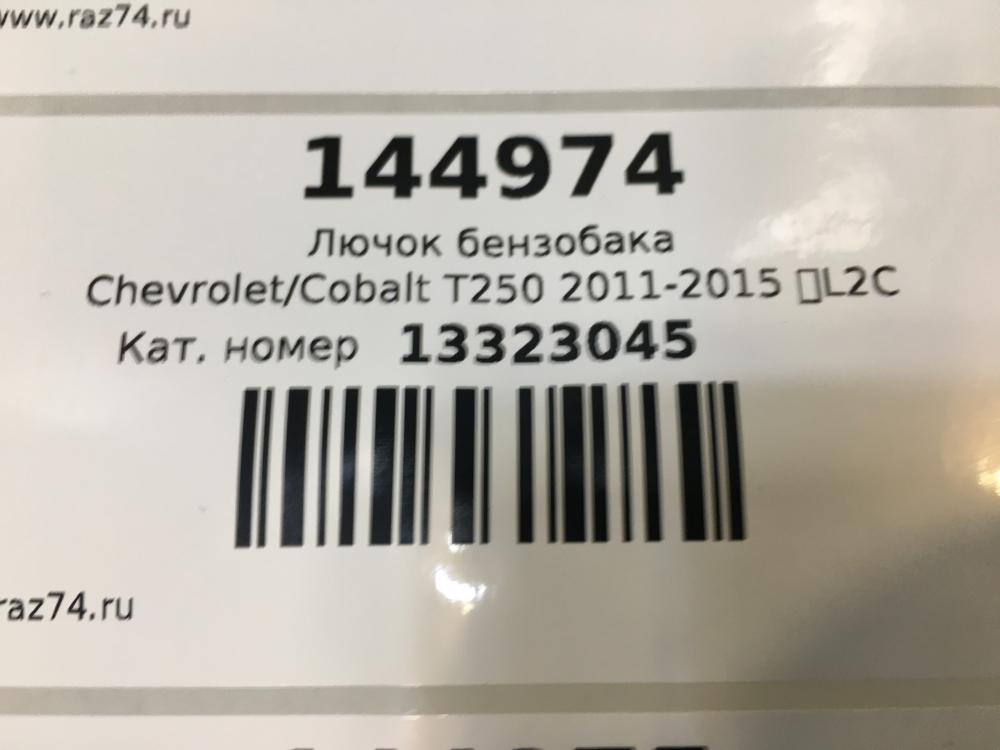 www.raz74.ru
144974
Лючок бензобака
Chevrolet/Cobalt T250 2011-2015 ▯L2C
Кат. номер 13323045
raz74.ru